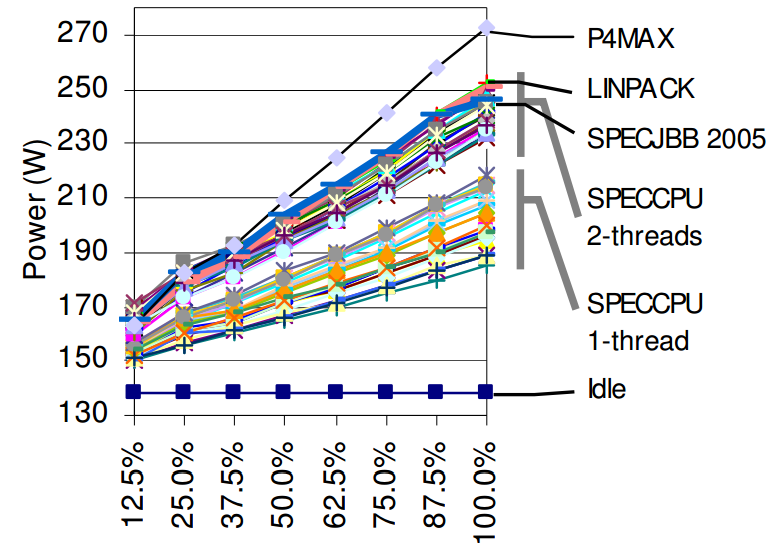 270
250
230
210
190
170
150
130
Power (W)
12.5%
25.0%
37.5%
50.0%
62.5%
75.0%
87.5%
100.0%
P4MAX
LINPACK
SPECJBB 2005
SPECCPU
2-threads
SPECCPU
1-thread
Idle